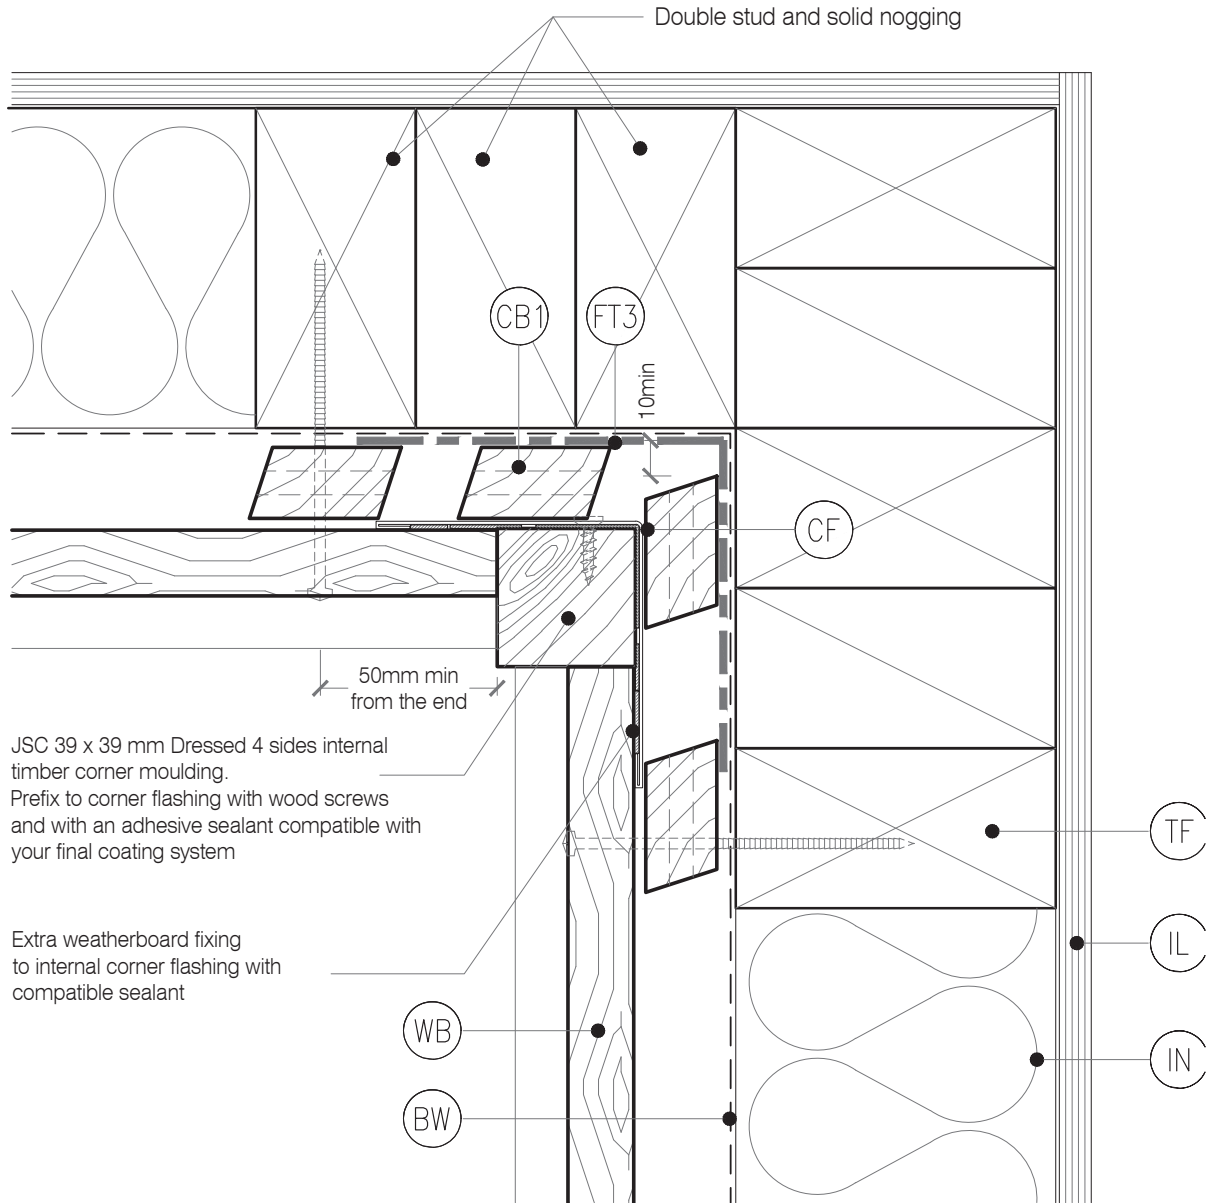 Double stud and solid nogging
CB1
FT3
10min
CF
50mm min
from the end
JSC 39 x 39 mm Dressed 4 sides internal
timber corner moulding.
Prefix to corner flashing with wood screws
and with an adhesive sealant compatible with
your final coating system
TF
Extra weatherboard fixing
to internal corner flashing with
compatible sealant
IL
WB
IN
BW